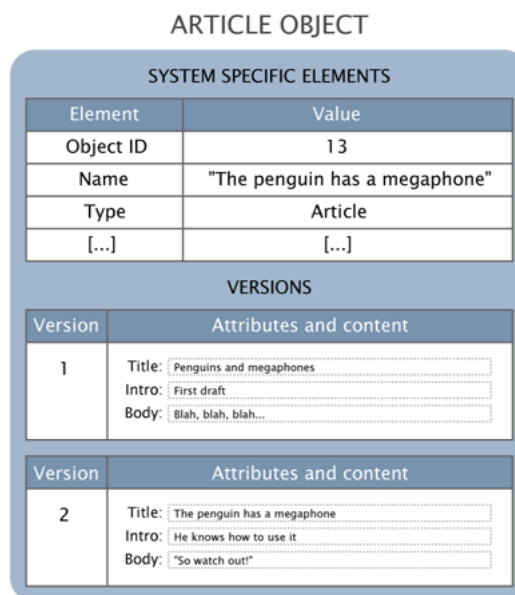 ARTICLE OBJECT
SYSTEM SPECIFIC ELEMENTS
Element Value
Object ID 13
Name "The penguin has a megaphone"
Type Article
[...] [...]
VERSIONS
Version Attributes and content
1
Title: Penguins and megaphones
Intro: First draft
Body: Blah, blah, blah...
Version Attributes and content
2
Title: The penguin has a megaphone
Intro: He knows how to use it
Body: "So watch out!"